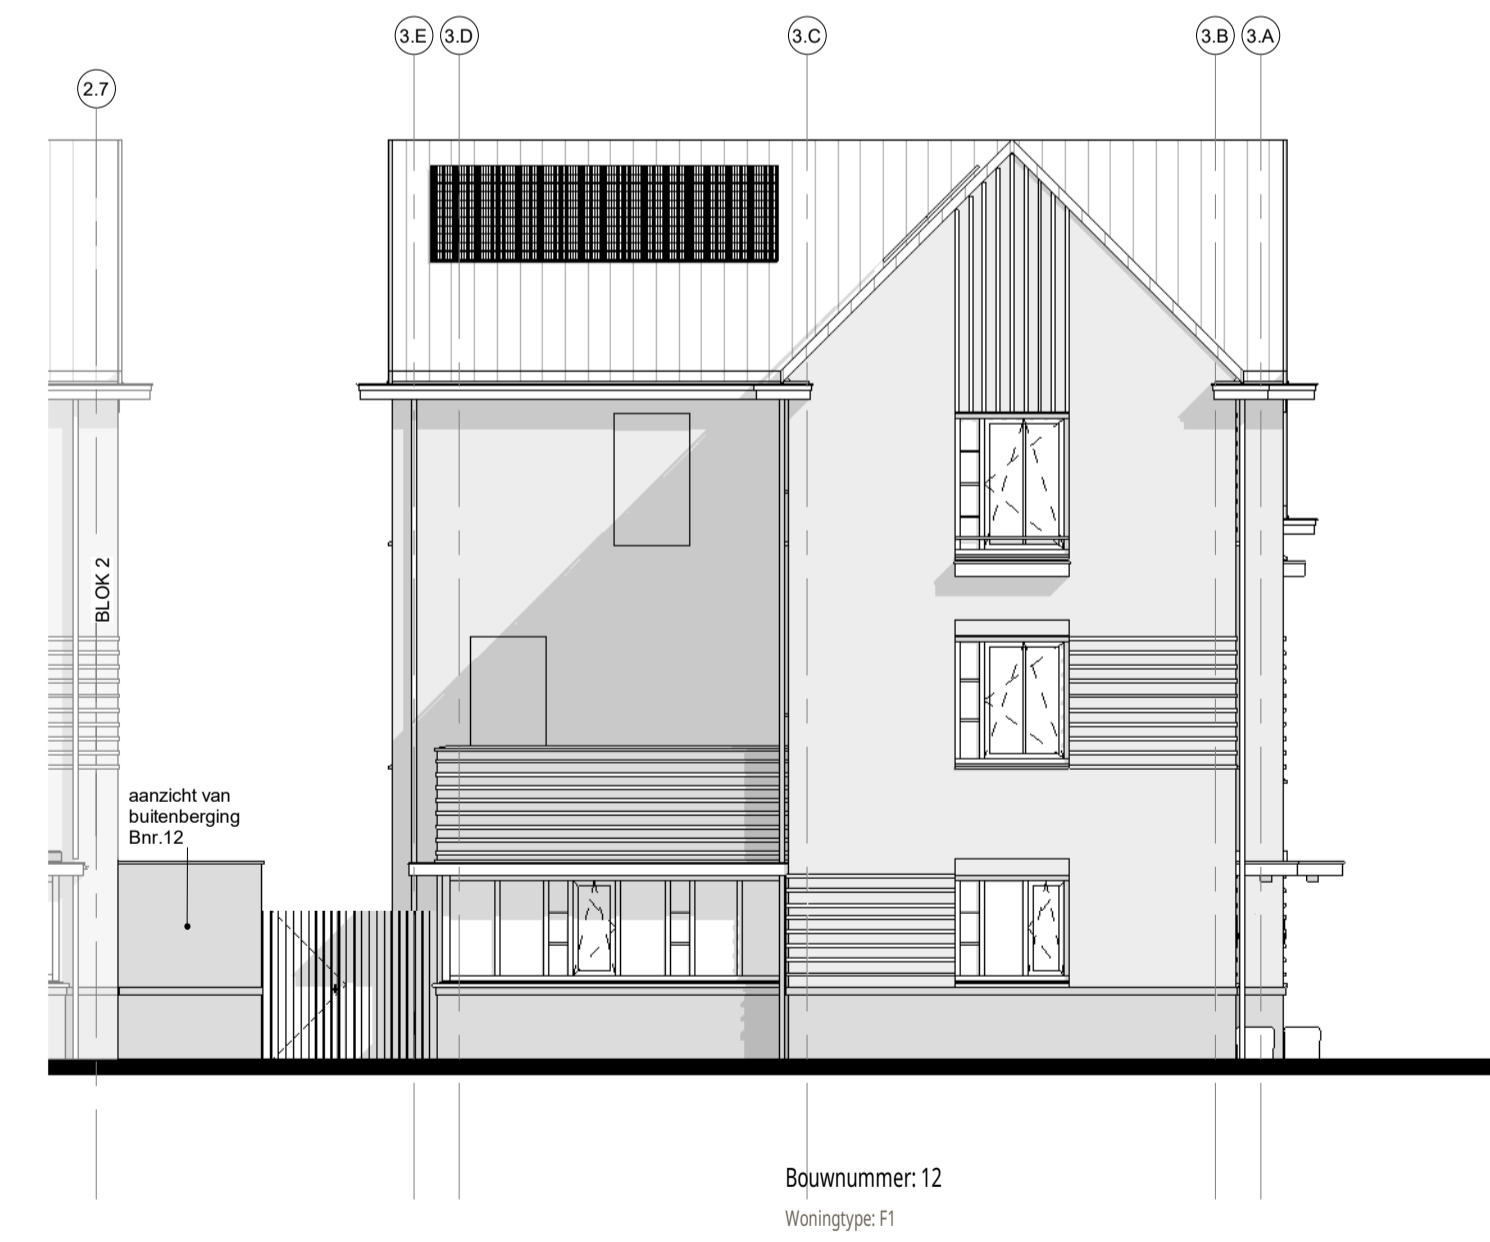 3.E 3.D 3.C 3.B 3.A
2.7
BLOK 2
aanzicht van
buitenberging
Bnr.12
Bouwnummer: 12
Woningtype: F1